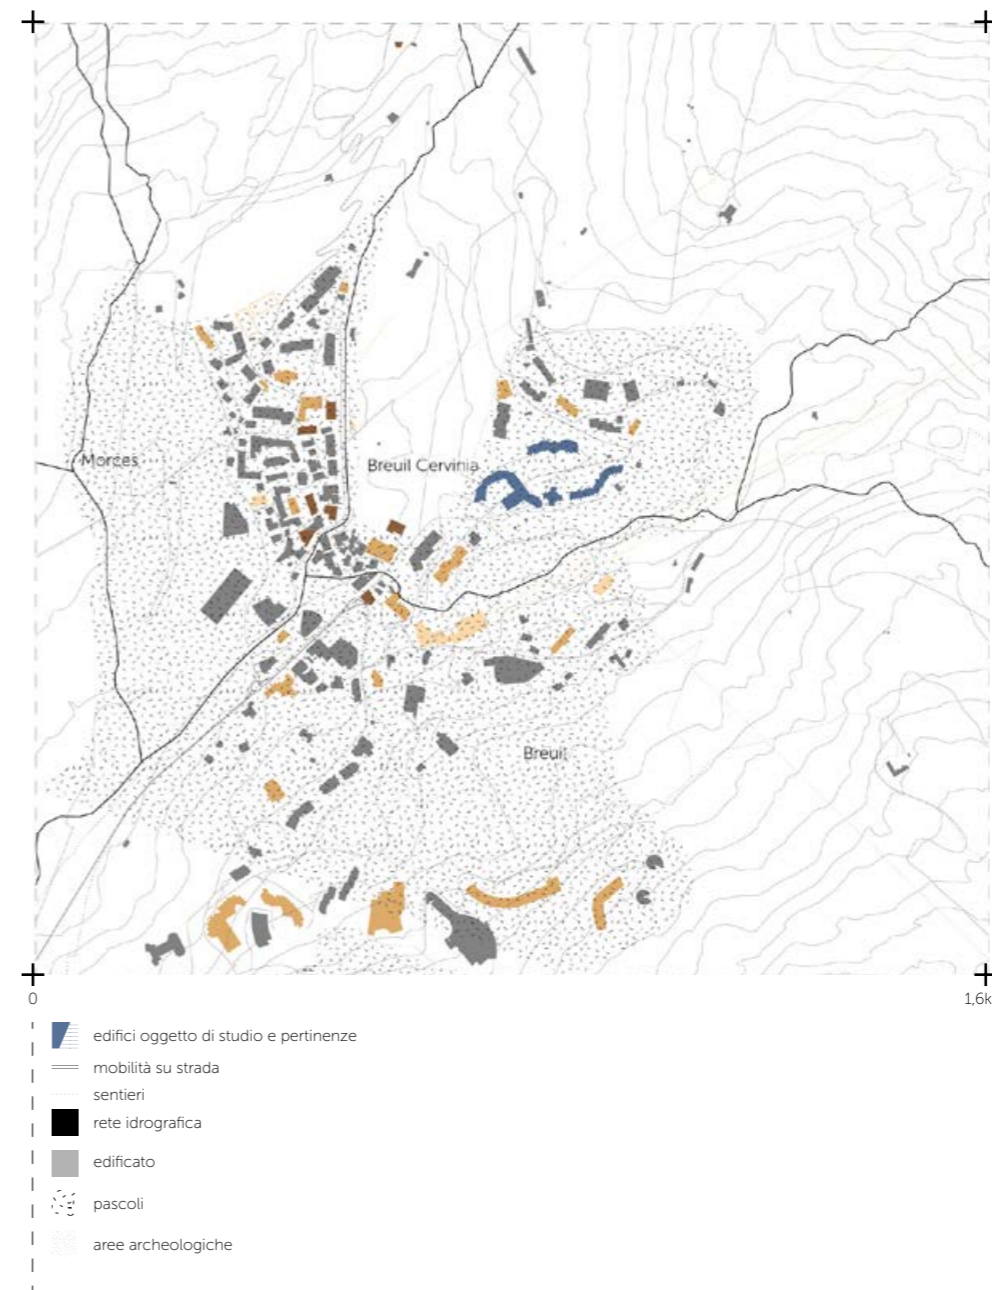 Morces
Breuil Cervinia
Breuil
0
1,6k
edifici oggetto di studio e pertinenze
mobilità su strada
sentieri
rete idrografica
edificato
pascoli
aree archeologiche